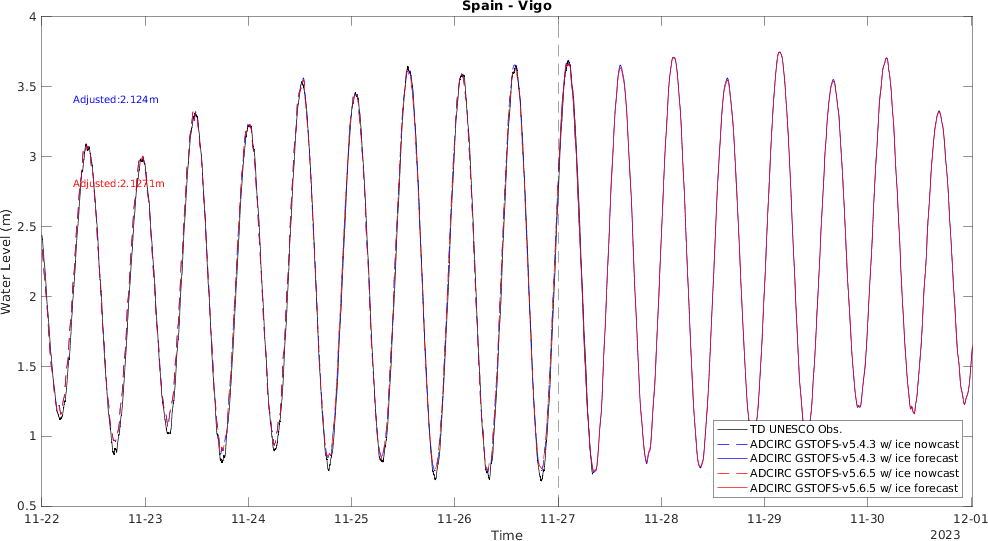 Spain - Vigo
4
3.5
3
2.5
2
1.5
1
0.5
Water Level (m)
Adjusted:2.124m
Adjusted:2.1271m
TD UNESCO Obs.
ADCIRC GSTOFS-v5.4.3 w/ ice nowcast
ADCIRC GSTOFS-v5.4.3 w/ ice forecast
ADCIRC GSTOFS-v5.6.5 w/ ice nowcast
ADCIRC GSTOFS-v5.6.5 w/ ice forecast
11-22 11-23 11-24 11-25 11-26 11-27 11-28 11-29 11-30 12-01
Time
2023